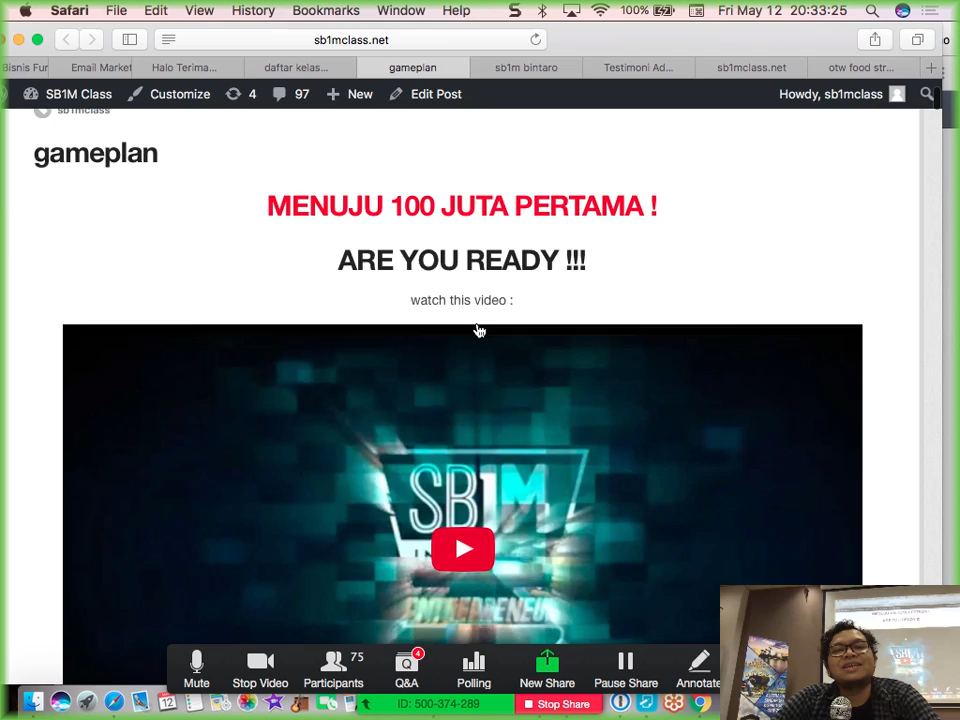 Safari File Edit View History Bookmarks Window Help S 100% Fri May 12 20:33:25
sb1mclass.net
Bisnis Fur Email Market Halo Terima... daftar kelas... gameplan sb1m bintaro Testimoni Ad... sb1mclass.net otw food str...
SB1M Class Customize 4 97 New Edit Post Howdy, sb1mclass
sb1mclass
gameplan
MENUJU 100 JUTA PERTAMA !
ARE YOU READY !!!
watch this video :
SB1M
ENTREPRENEUR
75
4
Mute Stop Video Participants Q&A Polling New Share Pause Share Annotate
ID: 500-374-289 Stop Share